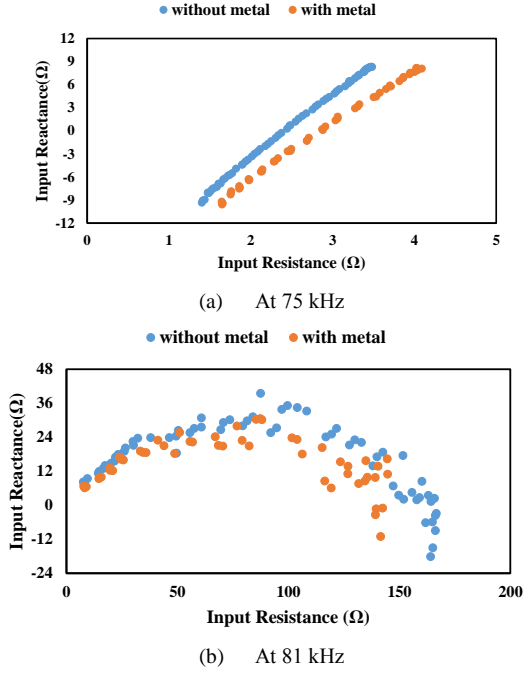 without metal with metal
12
9
6
3
0
-3
-6
-9
-12
0 1 2 3 4 5
Input Reactance(Ω)
Input Resistance (Ω)
(a) At 75 kHz
without metal with metal
48
36
24
12
0
-12
-24
0 50 100 150 200
Input Reactance(Ω)
Input Resistance (Ω)
(b) At 81 kHz